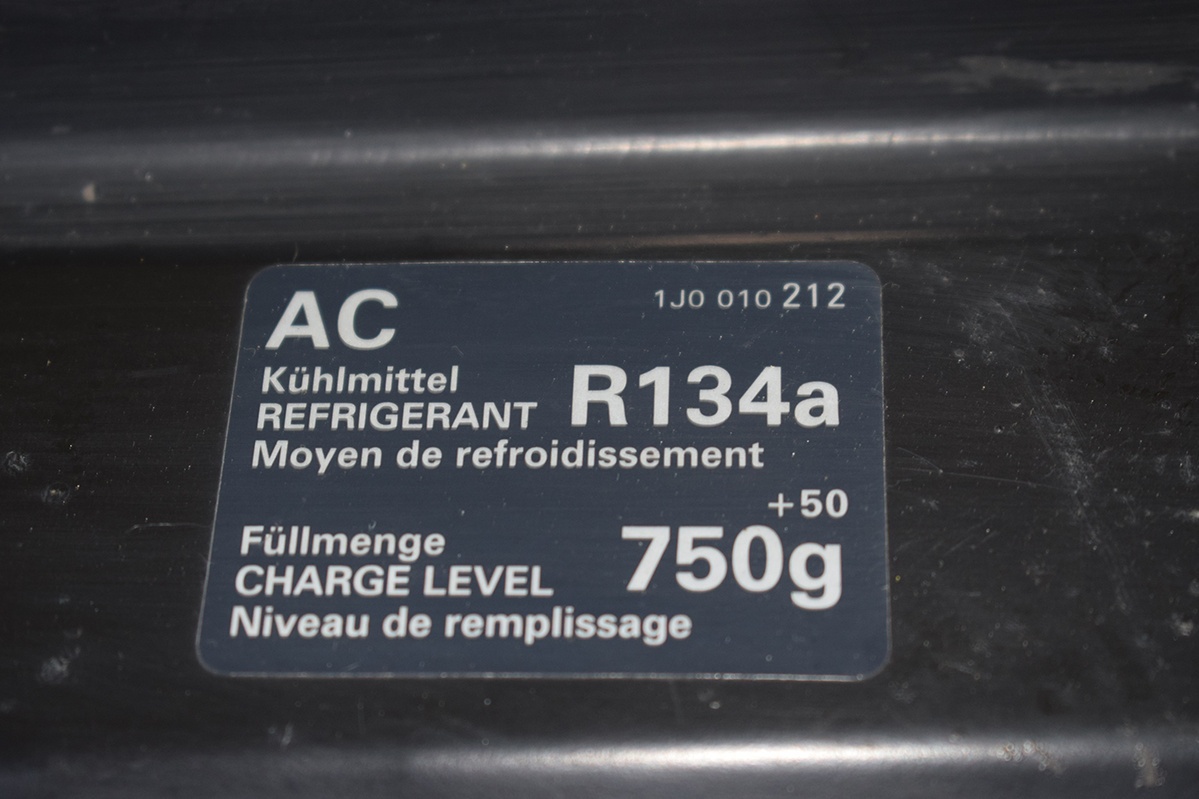 AC
1J0 010 212
Kühlmittel
REFRIGERANT R134a
Moyen de refroidissement
+50
Füllmenge
CHARGE LEVEL 750g
Niveau de remplissage